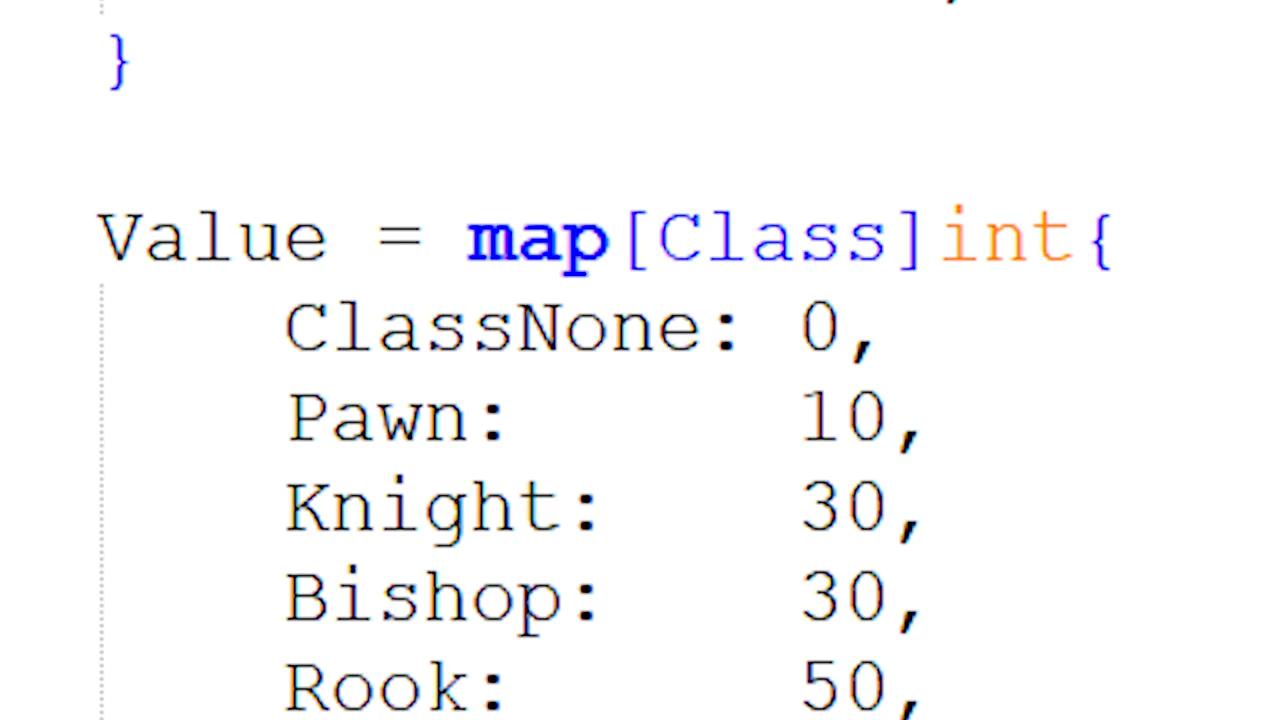 }
Value = map[Class]int{
ClassNone: 0,
Pawn: 10,
Knight: 30,
Bishop: 30,
Rook: 50,